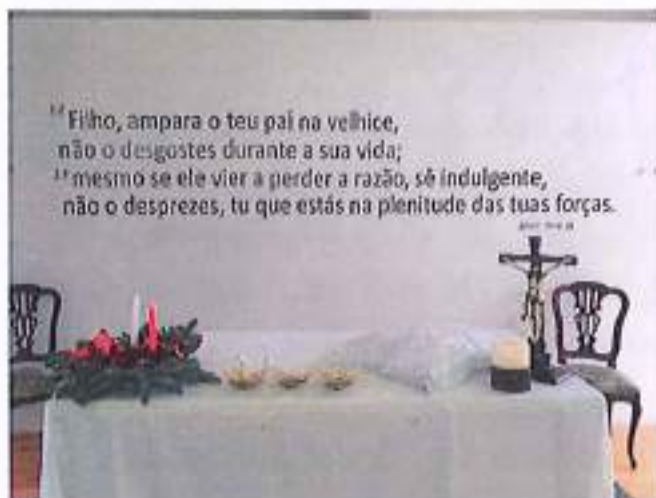 12 Filho, ampara o teu pai na velhice,
não o desgostes durante a sua vida;
13 mesmo se ele vier a perder a razão, sê indulgente,
não o desprezes, tu que estás na plenitude das tuas forças.